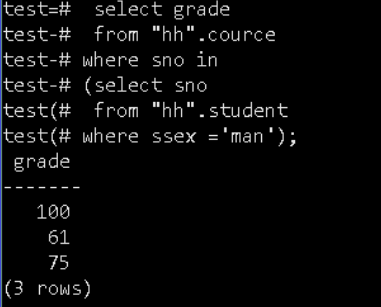 test=#  select grade
test-#  from "hh".cource
test-# where sno in
test-# (select sno
test(#  from "hh".student
test(# where ssex ='man');
 grade
-------
   100
    61
    75
(3 rows)